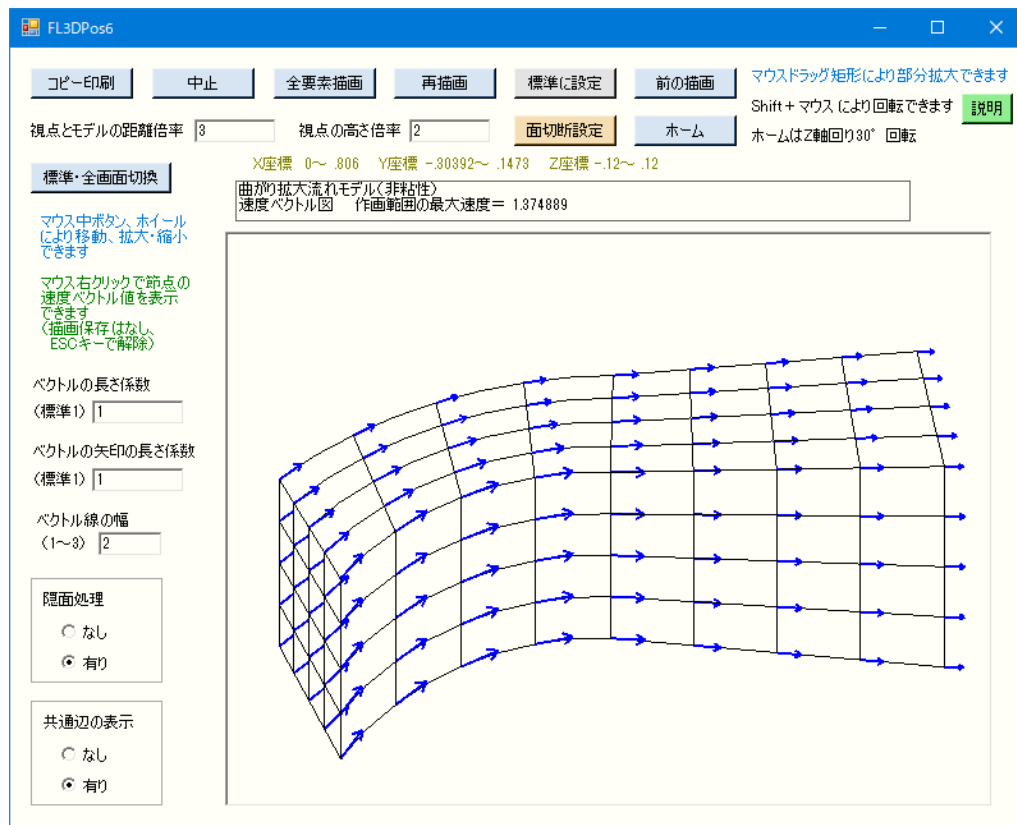 FL3DPos6
コピー印刷 中止 全要素描画 再描画 標準に設定 前の描画
マウスドラッグ矩形により部分拡大できます
Shift+マウスにより回転できます 説明
視点とモデルの距離倍率 3 視点の高さ倍率 2 面切断設定 ホーム
ホームはZ軸回り30° 回転
X座標 0~ .806 Y座標 -.30392~ .1473 Z座標 -.12~ .12
標準・全画面切換
曲がり拡大流れモデル(非粘性)
速度ベクトル図 作画範囲の最大速度= 1.374889
マウス中ボタン、ホイール
により移動、拡大・縮小
できます
マウス右クリックで節点の
速度ベクトル値を表示
できます
(描画保存はなし、
ESCキーで解除)
ベクトルの長さ係数
(標準1) 1
ベクトルの矢印の長さ係数
(標準1) 1
ベクトル線の幅
(1~3) 2
隠面処理
なし
有り
共通辺の表示
なし
有り